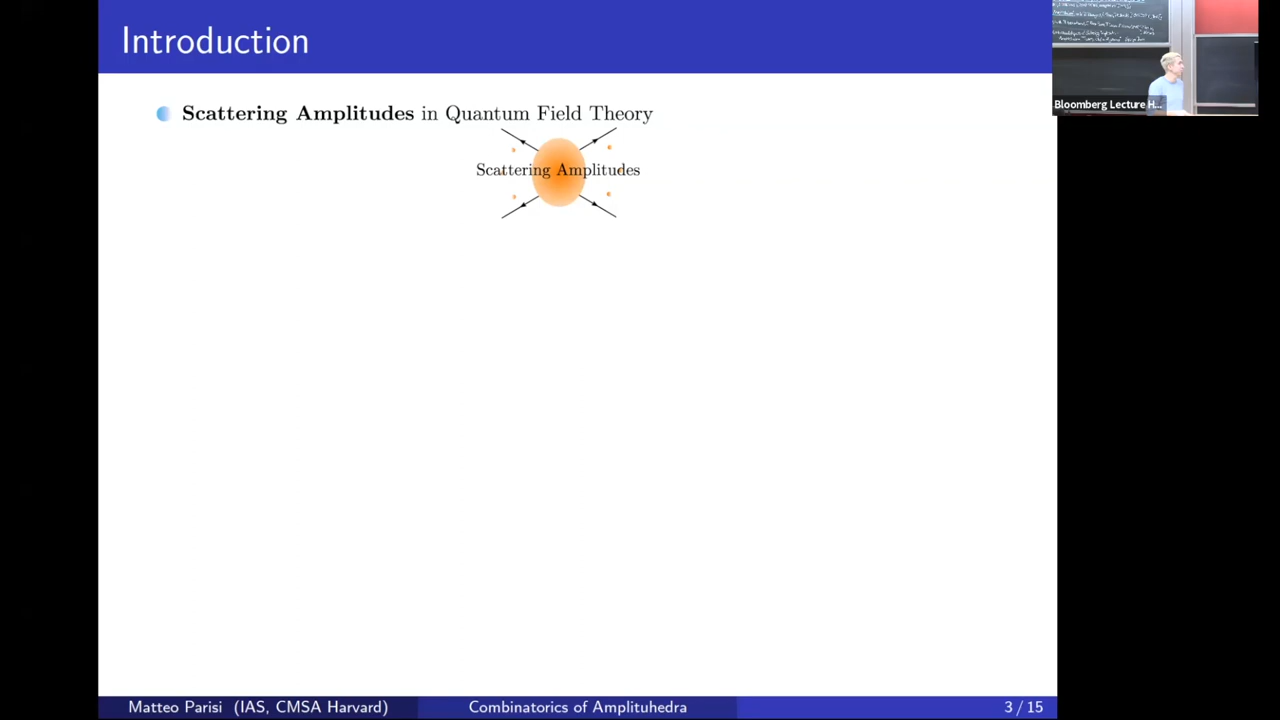 Introduction
Scattering Amplitudes in Quantum Field Theory
Scattering Amplitudes
Bloomberg Lecture H...
Matteo Parisi (IAS, CMSA Harvard)
Combinatorics of Amplituhedra
3 / 15